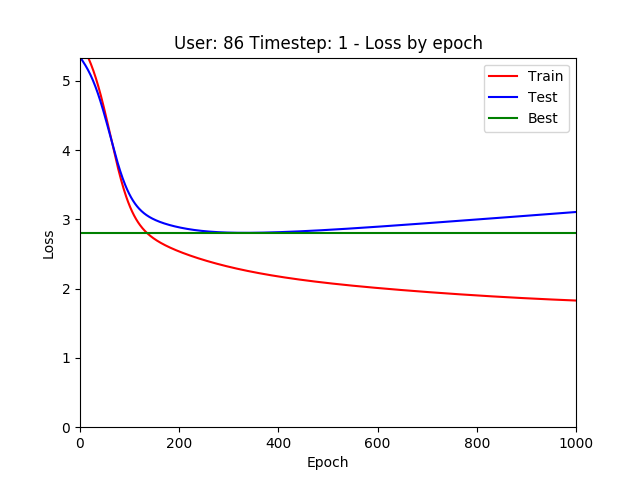 User: 86 Timestep: 1 - Loss by epoch
Train
Test
Best
Loss
5
4
3
2
1
0
0 200 400 600 800 1000
Epoch